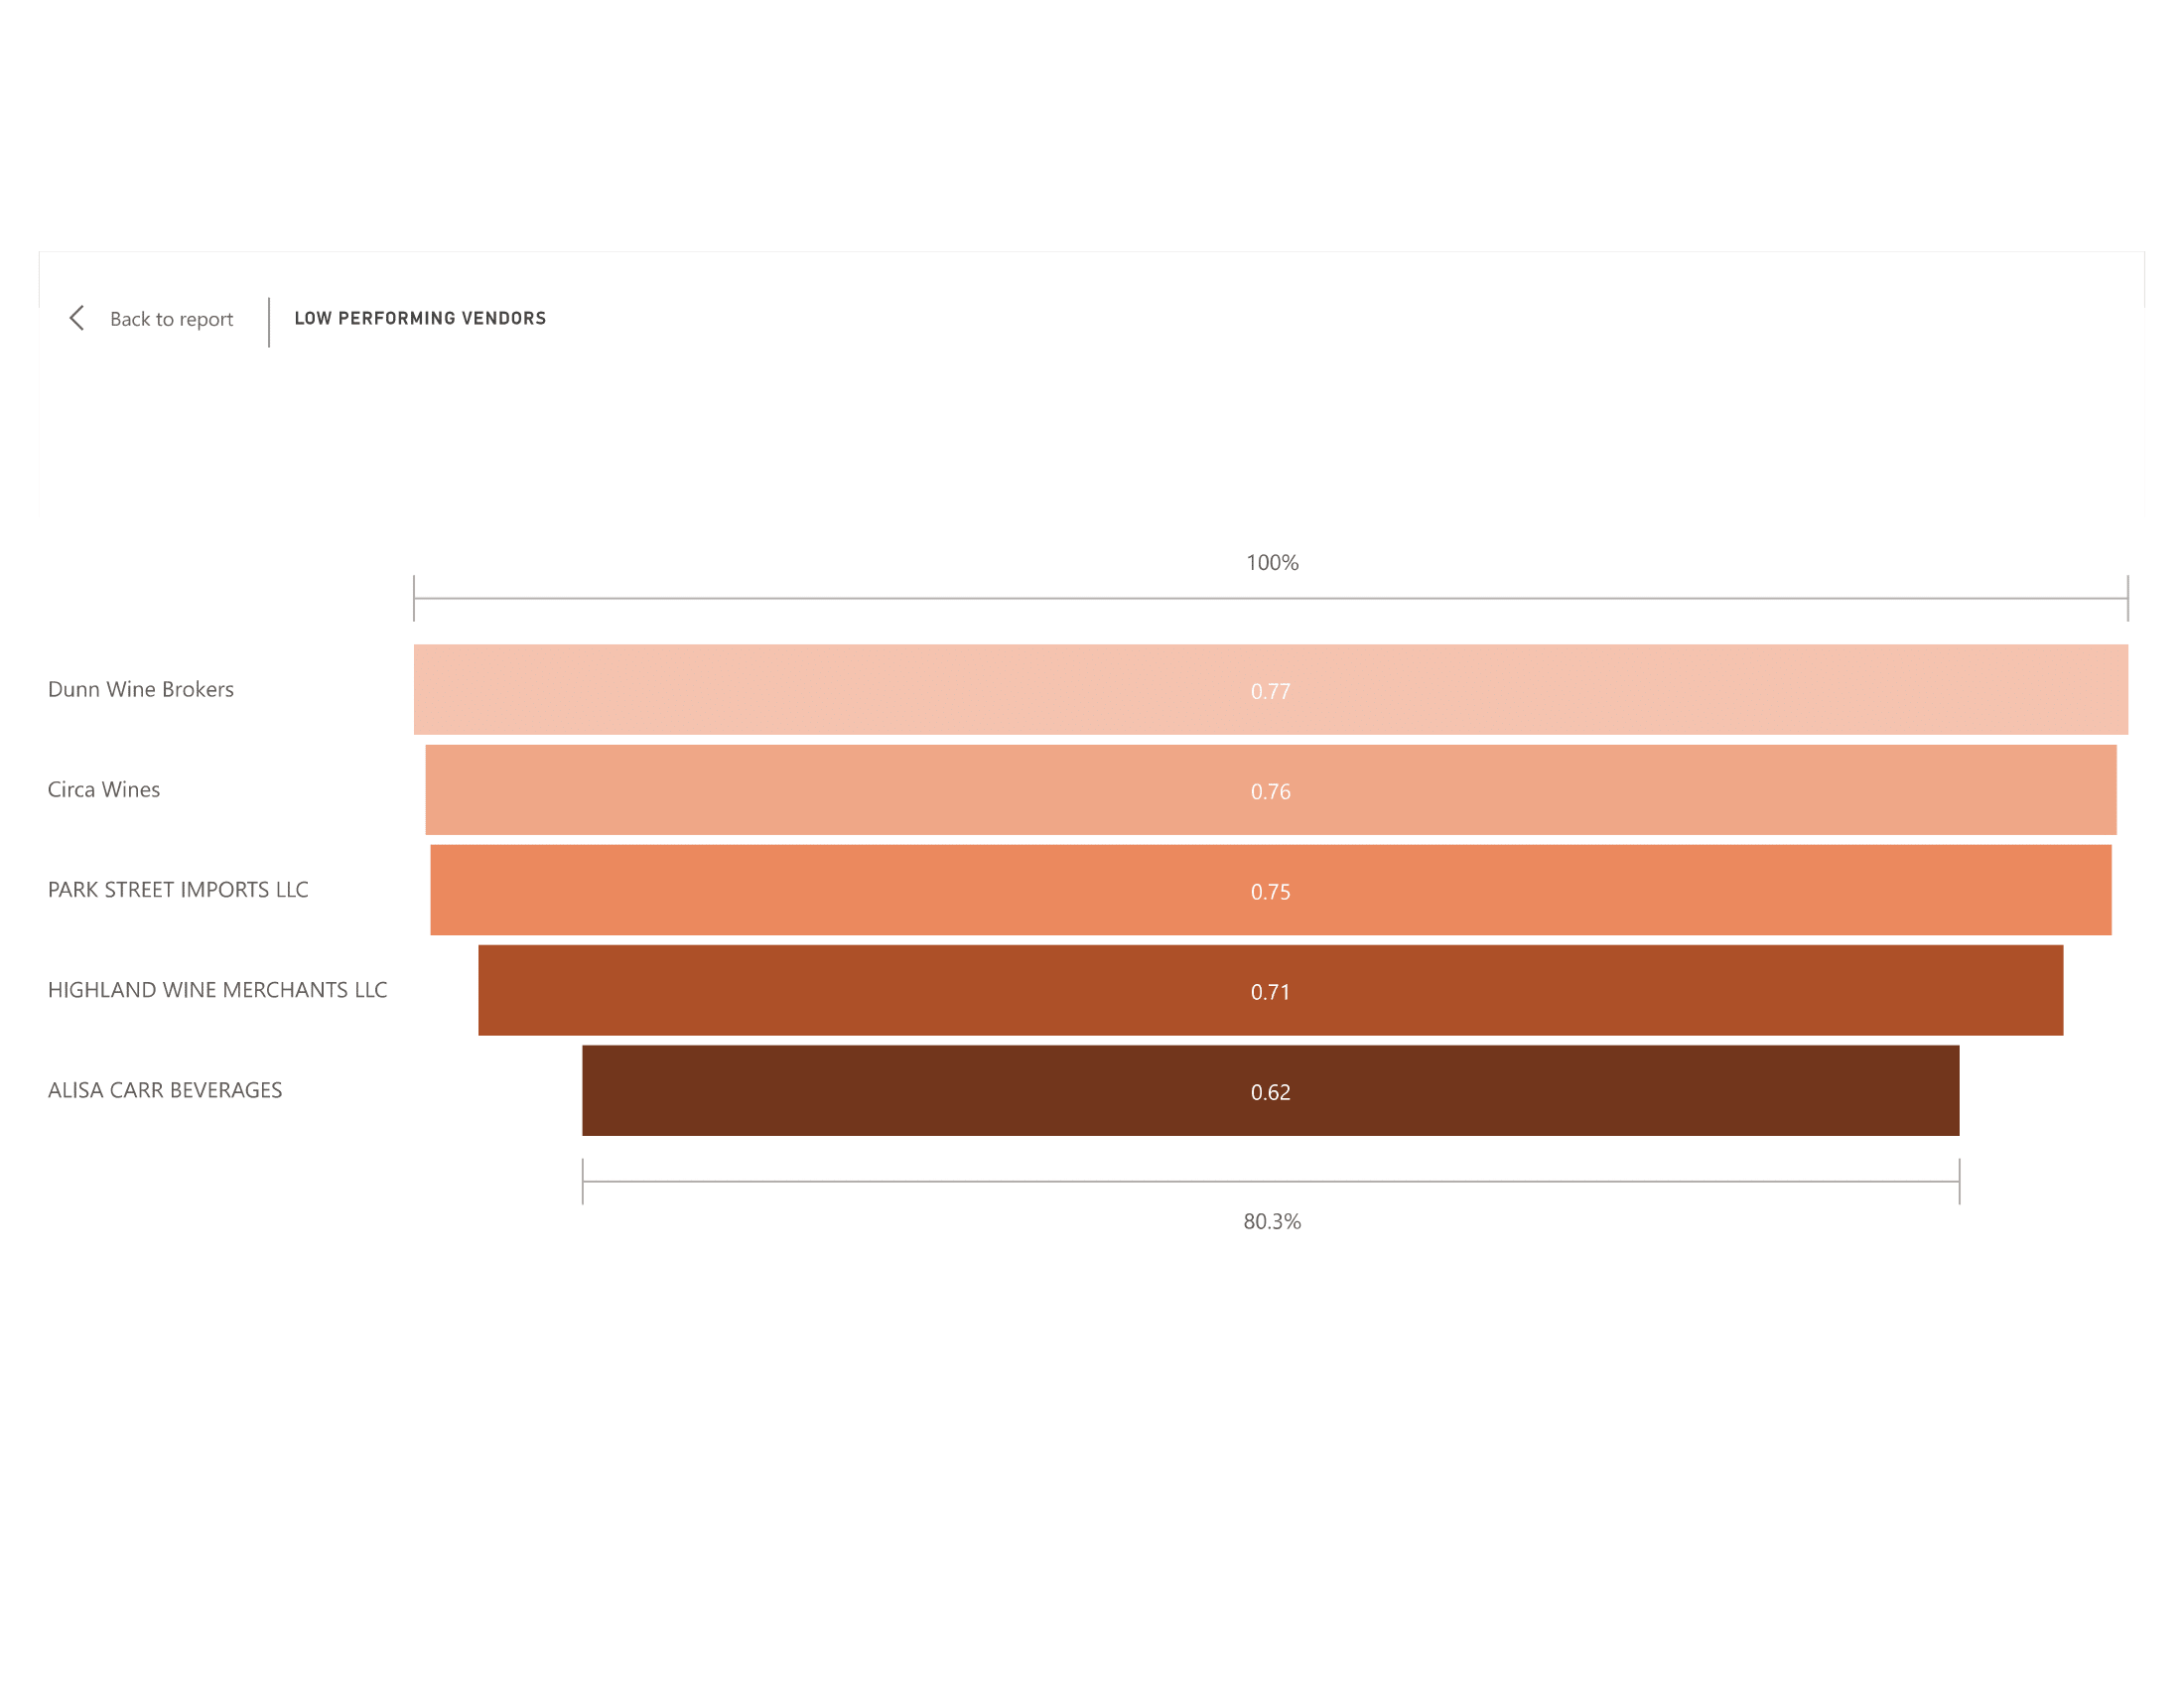 Back to report
LOW PERFORMING VENDORS
100%
Dunn Wine Brokers
0.77
Circa Wines
0.76
PARK STREET IMPORTS LLC
0.75
HIGHLAND WINE MERCHANTS LLC
0.71
ALISA CARR BEVERAGES
0.62
80.3%